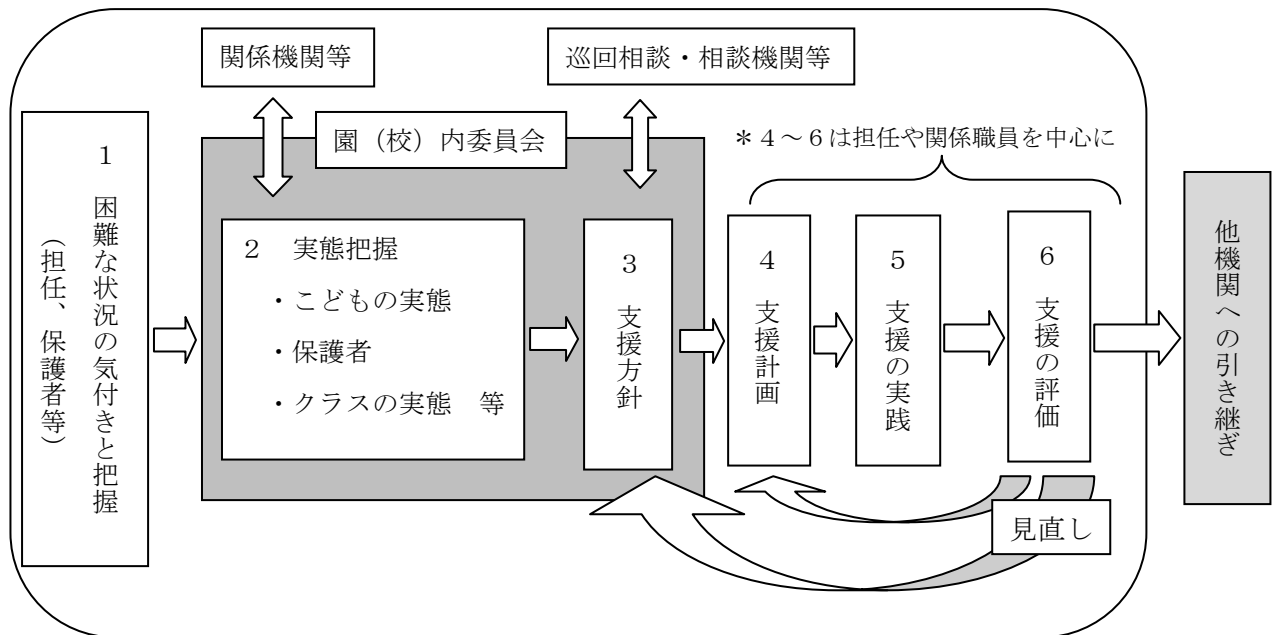 関係機関等
巡回相談・相談機関等
園（校）内委員会
＊４～６は担任や関係職員を中心に
１　困難な状況の気付きと把握
（担任、保護者等）
２　実態把握
・こどもの実態
・保護者
・クラスの実態　等
３　支援方針
４　支援計画
５　支援の実践
６　支援の評価
見直し
他機関への引き継ぎ